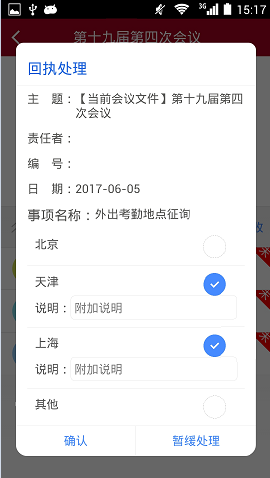 3G 15:17
第十九届第四次会议
回执处理
主　题：【当前会议文件】第十九届第四
次会议
责任者：
编　号：
日　期：2017-06-05
事项名称：外出考勤地点征询
北京
天津
说明：附加说明
上海
说明：附加说明
其他
确认 暂缓处理